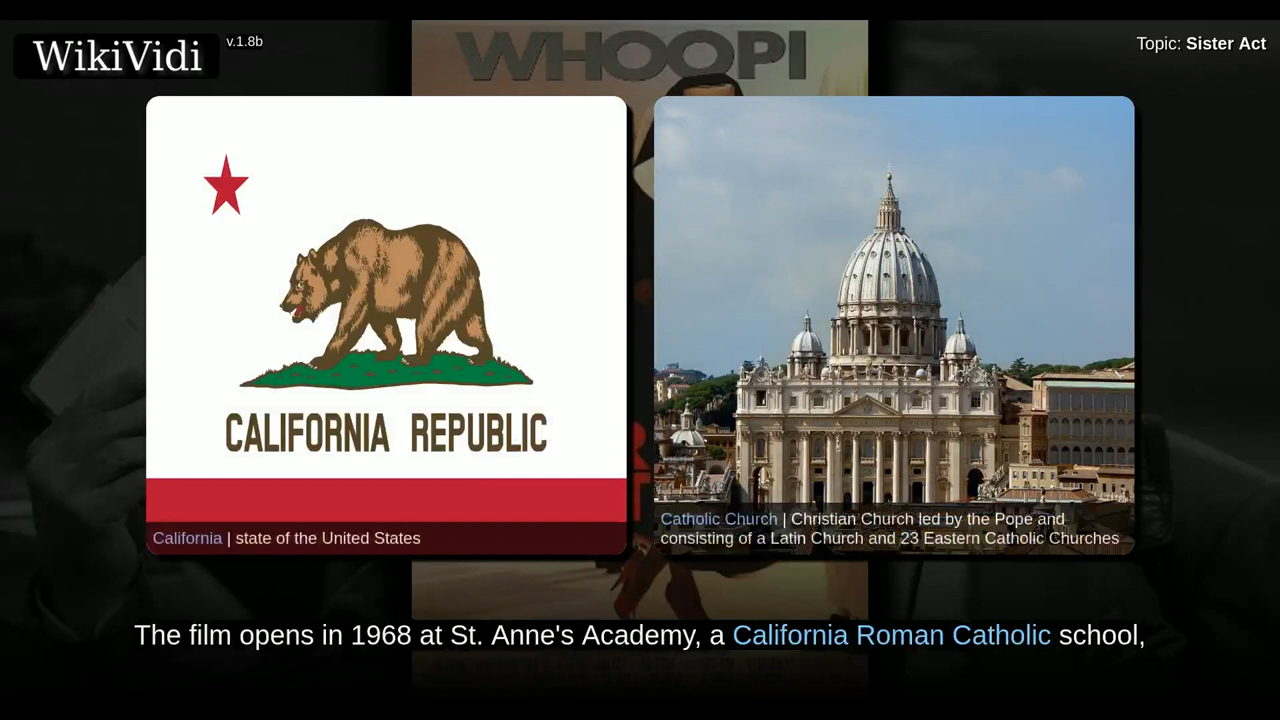 WikiVidi
v.1.8b
Topic: Sister Act
WHOOPI
CALIFORNIA REPUBLIC
California | state of the United States
Catholic Church | Christian Church led by the Pope and
consisting of a Latin Church and 23 Eastern Catholic Churches
The film opens in 1968 at St. Anne's Academy, a California Roman Catholic school,